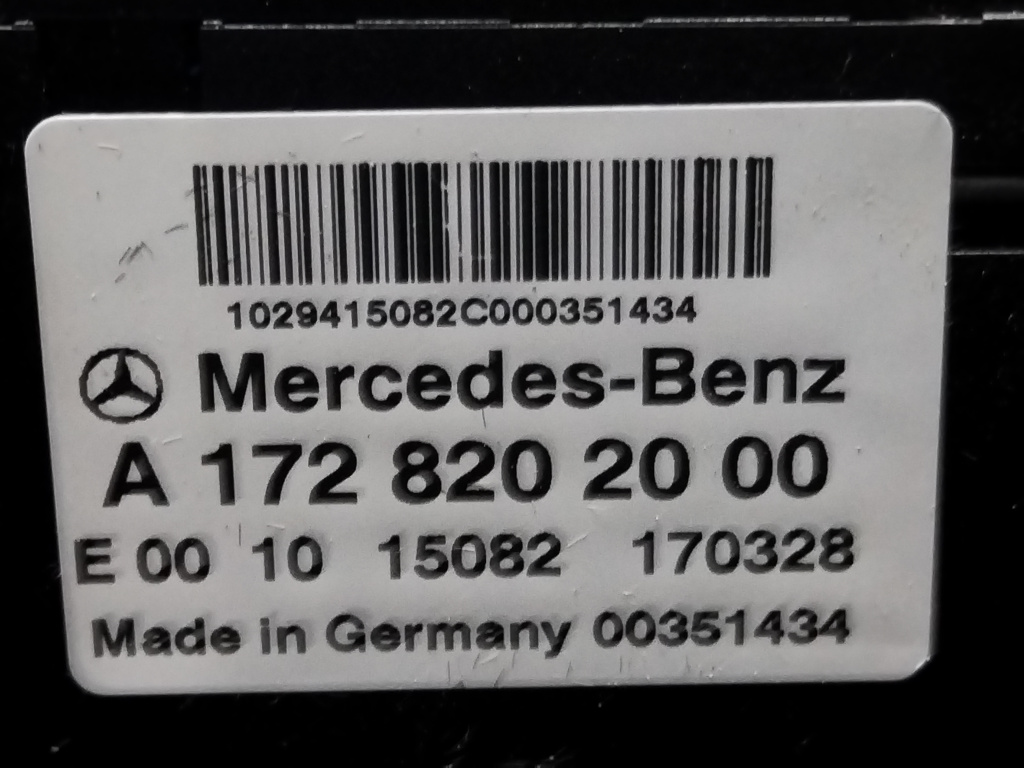 1029415082C000351434
Mercedes-Benz
A 172 820 20 00
E 00 10 15082 170328
Made in Germany 00351434